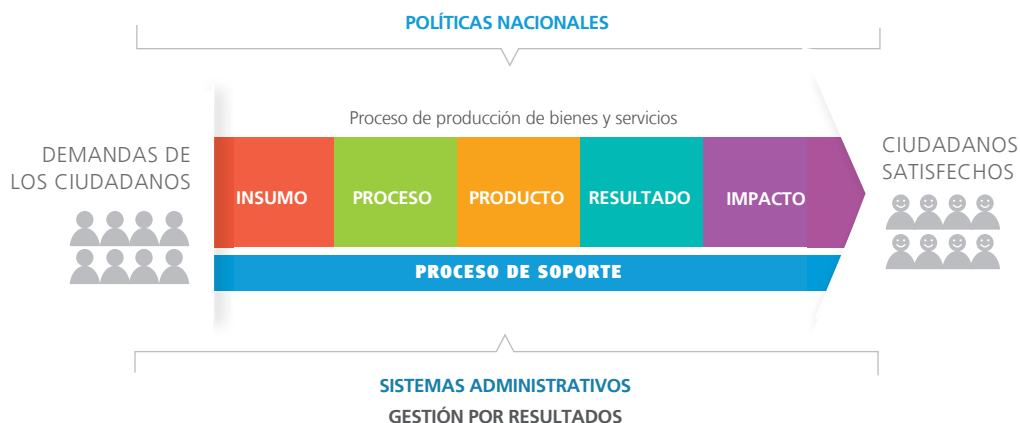 POLÍTICAS NACIONALES
Proceso de producción de bienes y servicios
DEMANDAS DE
LOS CIUDADANOS
INSUMO
PROCESO
PRODUCTO
RESULTADO
IMPACTO
CIUDADANOS
SATISFECHOS
PROCESO DE SOPORTE
SISTEMAS ADMINISTRATIVOS
GESTIÓN POR RESULTADOS